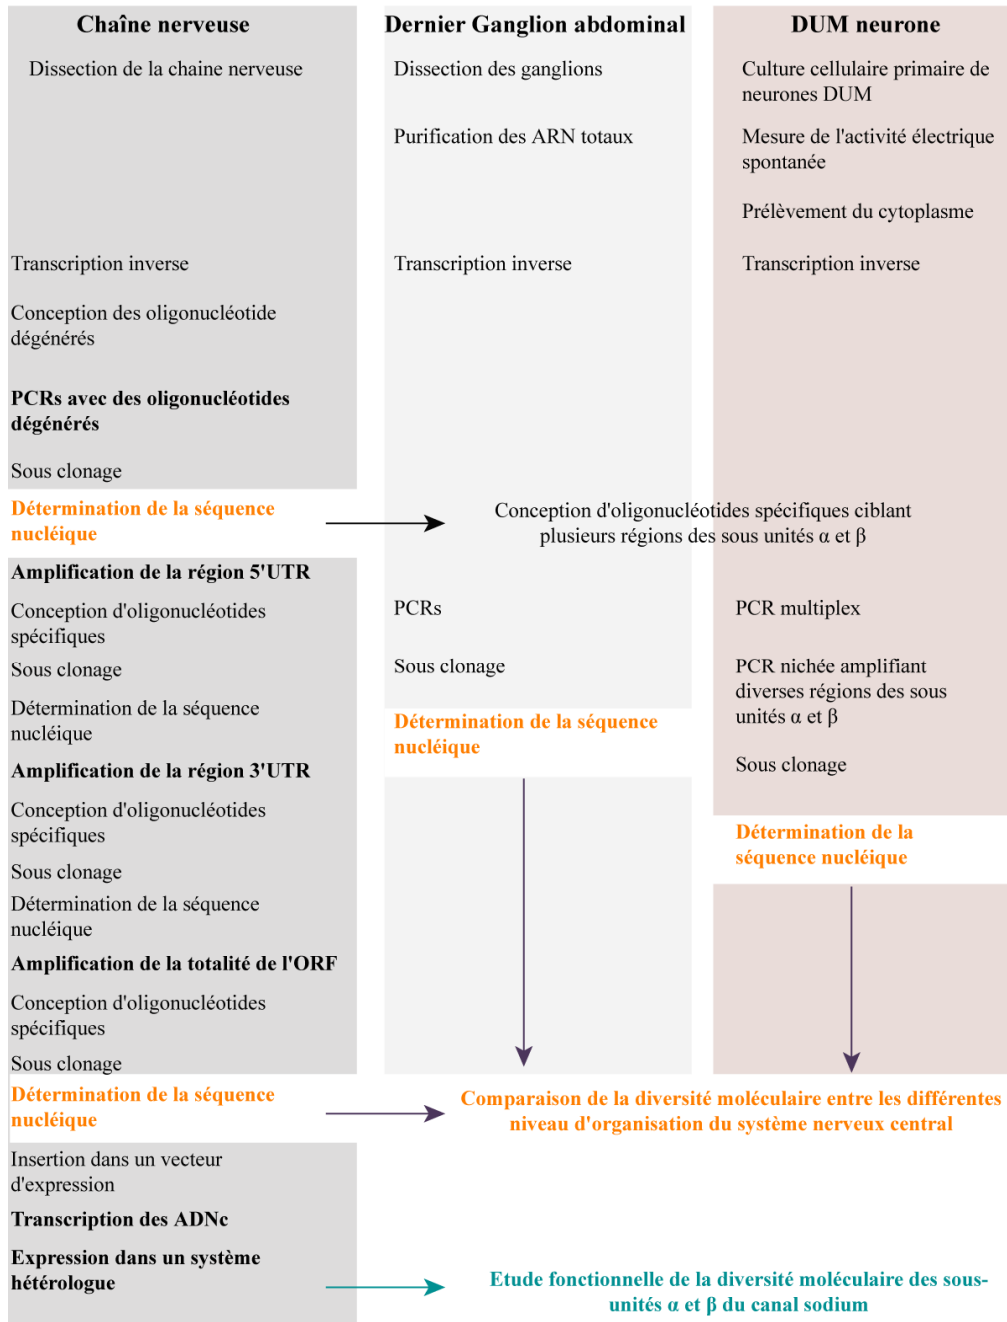 Chaîne nerveuse
Dissection de la chaine nerveuse
Transcription inverse
Conception des oligonucléotide
dégénérés
PCRs avec des oligonucléotides
dégénérés
Sous clonage
Détermination de la séquence
nucléique
Amplification de la région 5'UTR
Conception d'oligonucléotides
spécifiques
Sous clonage
Détermination de la séquence
nucléique
Amplification de la région 3'UTR
Conception d'oligonucléotides
spécifiques
Sous clonage
Détermination de la séquence
nucléique
Amplification de la totalité de l'ORF
Conception d'oligonucléotides
spécifiques
Sous clonage
Détermination de la séquence
nucléique
Insertion dans un vecteur
d'expression
Transcription des ADNc
Expression dans un système
hétérologue
Dernier Ganglion abdominal
Dissection des ganglions
Purification des ARN totaux
Transcription inverse
Conception d'oligonucléotides spécifiques ciblant
plusieurs régions des sous unités α et β
PCRs
Sous clonage
Détermination de la séquence
nucléique
DUM neurone
Culture cellulaire primaire de
neurones DUM
Mesure de l'activité électrique
spontanée
Prélèvement du cytoplasme
Transcription inverse
PCR multiplex
PCR nichée amplifiant
diverses régions des sous
unités α et β
Sous clonage
Détermination de la
séquence nucléique
Comparaison de la diversité moléculaire entre les différentes
niveau d'organisation du système nerveux central
Etude fonctionnelle de la diversité moléculaire des sous-
unités α et β du canal sodium